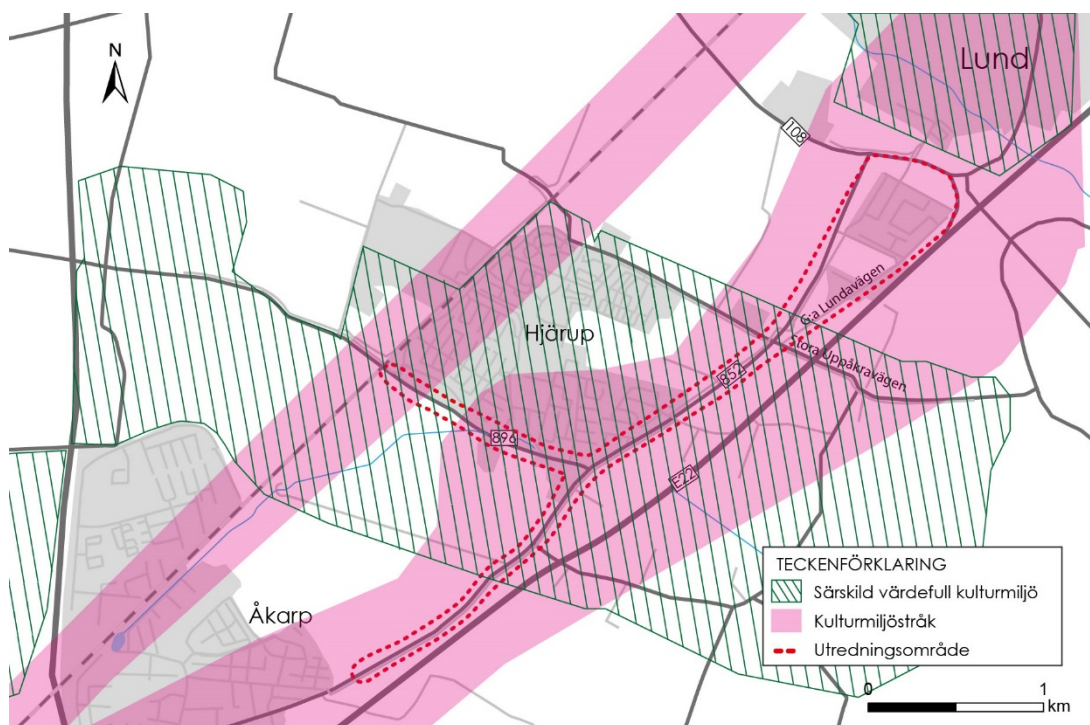 N
Lund
108
G:a Lundavägen
Stora Uppåkravägen
Hjärup
852
896
E22
Åkarp
TECKENFÖRKLARING
Särskild värdefull kulturmiljö
Kulturmiljöstråk
Utredningsområde
0 1
km